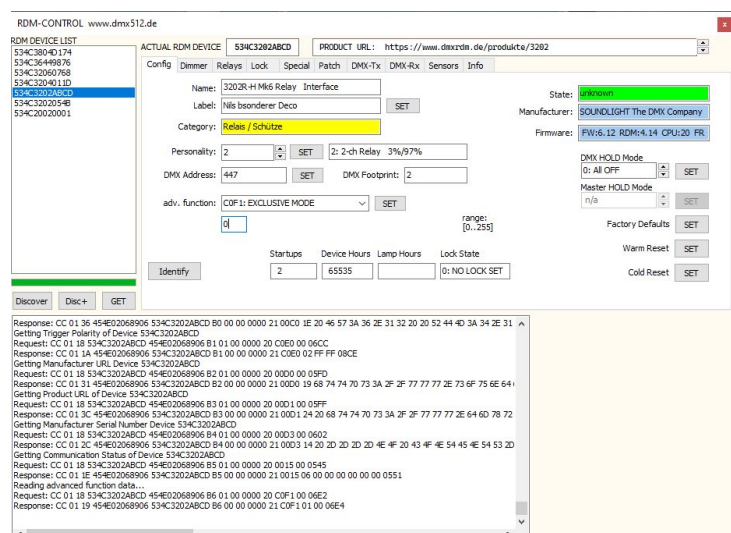 RDM-CONTROL www.dmx512.de
x
RDM DEVICE LIST
534C3804D174
534C36449876
534C32060768
534C3204011D
534C3202ABCD
534C3202054B
534C20020001
ACTUAL RDM DEVICE 534C3202ABCD PRODUCT URL: https://www.dmxrdm.de/produkte/3202
Config Dimmer Relays Lock Special Patch DMX-Tx DMX-Rx Sensors Info
Name: 3202R-H Mk6 Relay Interface
Label: Nils bsonderer Deco SET
Category: Relais / Schütze
Personality: 2 SET 2: 2-ch Relay 3%/97%
DMX Address: 447 SET DMX Footprint: 2
adv. function: C0F1: EXCLUSIVE MODE SET
0
range:
[0..255]
Startups Device Hours Lamp Hours Lock State
Identify 2 65535 0: NO LOCK SET
State: unknown
Manufacturer: SOUNDLIGHT The DMX Company
Firmware: FW:6.12 RDM:4.14 CPU:20 FR
DMX HOLD Mode
0: All OFF SET
Master HOLD Mode
n/a SET
Factory Defaults SET
Warm Reset SET
Cold Reset SET
Discover Disc+ GET
Response: CC 01 36 454E02068906 534C3202ABCD B0 00 00 0000 21 00C0 1E 20 46 57 3A 36 2E 31 32 20 20 52 44 4D 3A 34 2E 31
Getting Trigger Polarity of Device 534C3202ABCD
Request: CC 01 18 534C3202ABCD 454E02068906 B1 01 00 0000 20 C0E0 00 06CC
Response: CC 01 1A 454E02068906 534C3202ABCD B1 00 00 0000 21 C0E0 02 FF FF 08CE
Getting Manufacturer URL Device 534C3202ABCD
Request: CC 01 18 534C3202ABCD 454E02068906 B2 01 00 0000 20 00D0 00 05FD
Response: CC 01 31 454E02068906 534C3202ABCD B2 00 00 0000 21 00D0 19 68 74 74 70 73 3A 2F 2F 77 77 77 2E 73 6F 75 6E 64
Getting Product URL of Device 534C3202ABCD
Request: CC 01 18 534C3202ABCD 454E02068906 B3 01 00 0000 20 00D1 00 05FF
Response: CC 01 3C 454E02068906 534C3202ABCD B3 00 00 0000 21 00D1 24 20 68 74 74 70 73 3A 2F 2F 77 77 77 2E 64 6D 78 72
Getting Manufacturer Serial Number Device 534C3202ABCD
Request: CC 01 18 534C3202ABCD 454E02068906 B4 01 00 0000 20 00D3 00 0602
Response: CC 01 2C 454E02068906 534C3202ABCD B4 00 00 0000 21 00D3 14 20 2D 2D 2D 2D 4E 4F 20 43 4F 4E 54 45 4E 54 53 2D
Getting Communication Status of Device 534C3202ABCD
Request: CC 01 18 534C3202ABCD 454E02068906 B5 01 00 0000 20 0015 00 0545
Response: CC 01 1E 454E02068906 534C3202ABCD B5 00 00 0000 21 0015 06 00 00 00 00 00 00 0551
Reading advanced function data...
Request: CC 01 18 534C3202ABCD 454E02068906 B6 01 00 0000 20 C0F1 00 06E2
Response: CC 01 19 454E02068906 534C3202ABCD B6 00 00 0000 21 C0F1 01 00 06E4